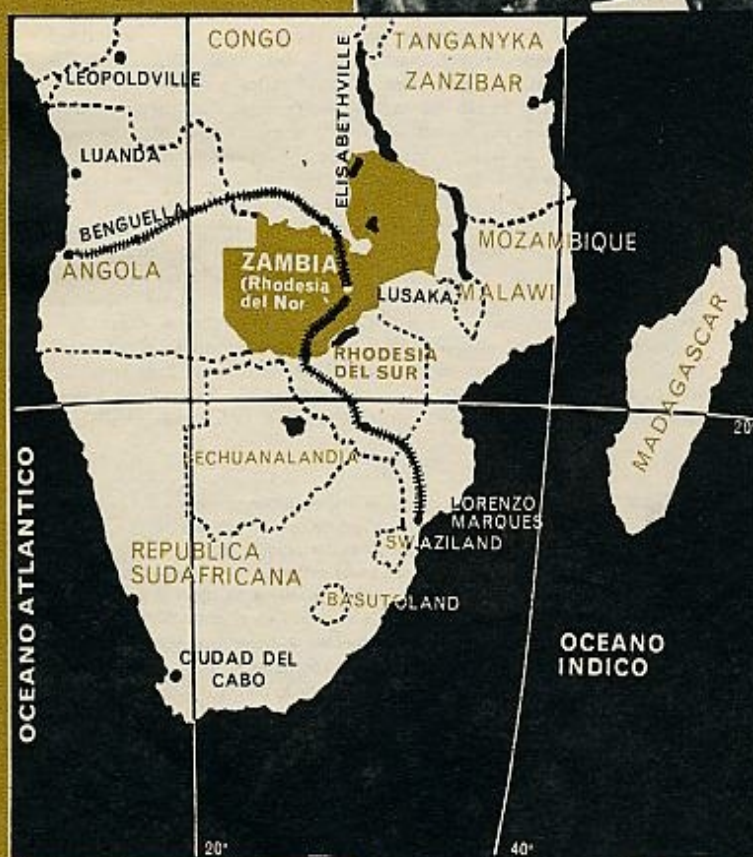 CONGO
ELISABETHVILLE
TANGANYKA
ZANZIBAR
LEOPOLDVILLE
LUANDA
BENGUELLA
ANGOLA
ZAMBIA
(Rhodesia
del Nor
LUSAKA
MOZAMBIQUE
MALAWI
RHODESIA
DEL SUR
MADAGASCAR
20°
ECHUANALANDIA
LORENZO
MARQUES
SWAZILAND
REPUBLICA
SUDAFRICANA
BASUTOLAND
OCEANO ATLANTICO
CIUDAD DEL
CABO
OCEANO
INDICO
20°
40°